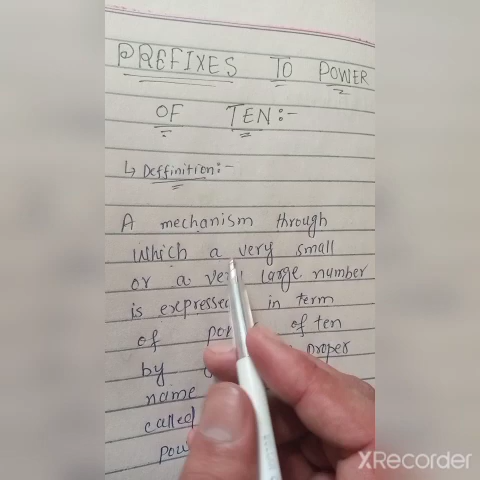 PREFIXES TO POWER
OF TEN:-
↳ Deffinition:-
A mechanism through
which a very small
or a very large number
is expressed in term
of of ten
by proper
name
called
XRecorder